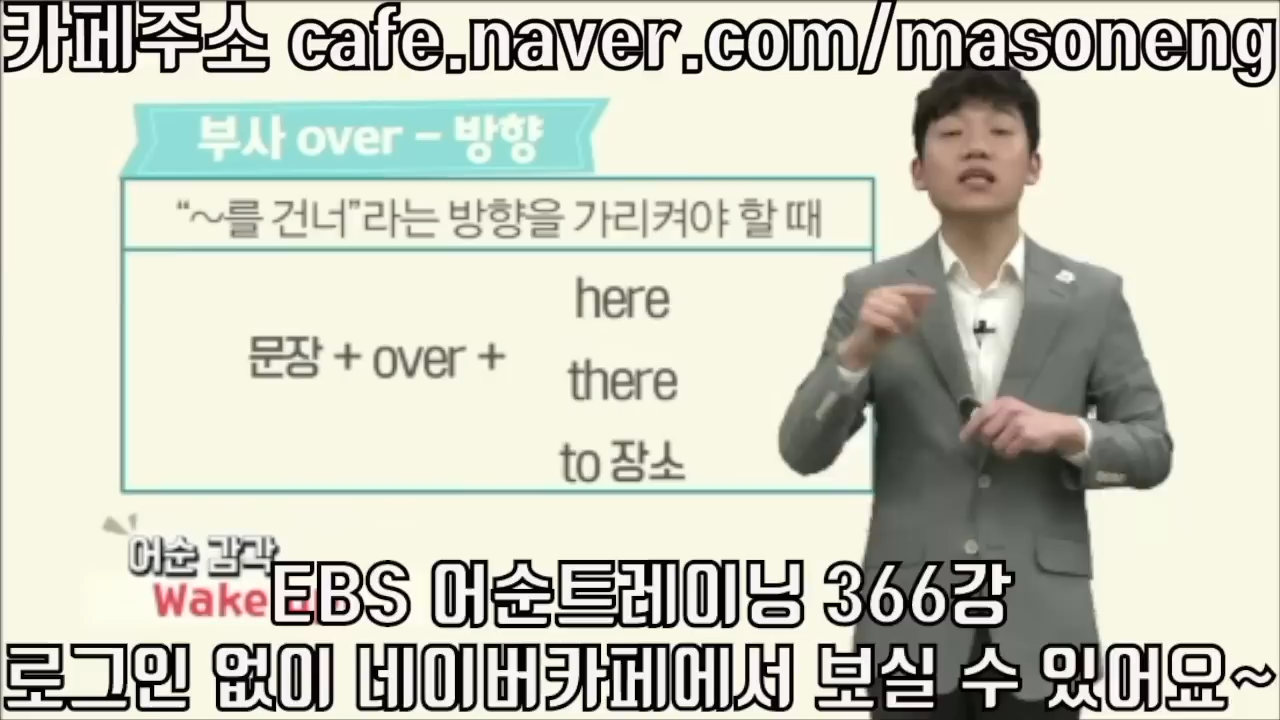 카페주소 cafe.naver.com/masoneng
부사 over - 방향
“~를 건너”라는 방향을 가리켜야 할 때
here
문장 + over +
there
to 장소
어순 감각
Wake
EBS 어순트레이닝 366강
로그인 없이 네이버카페에서 보실 수 있어요~